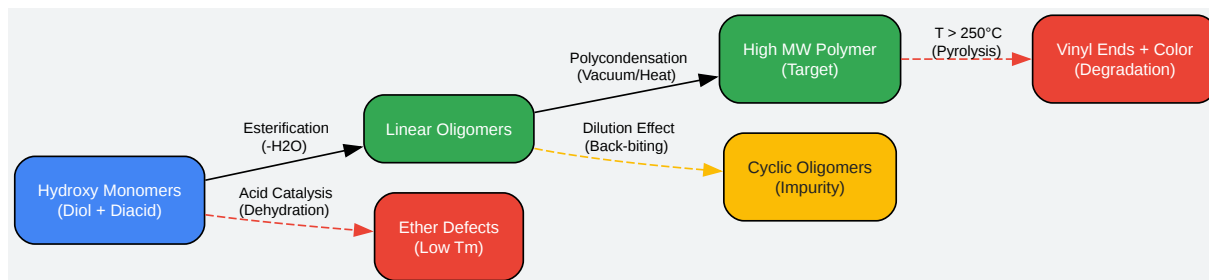 Hydroxy Monomers
(Diol + Diacid)
Esterification
(-H2O)
Acid Catalysis
(Dehydration)
Linear Oligomers
Ether Defects
(Low Tm)
Polycondensation
(Vacuum/Heat)
Dilution Effect
(Back-biting)
High MW Polymer
(Target)
Cyclic Oligomers
(Impurity)
T > 250°C
(Pyrolysis)
Vinyl Ends + Color
(Degradation)